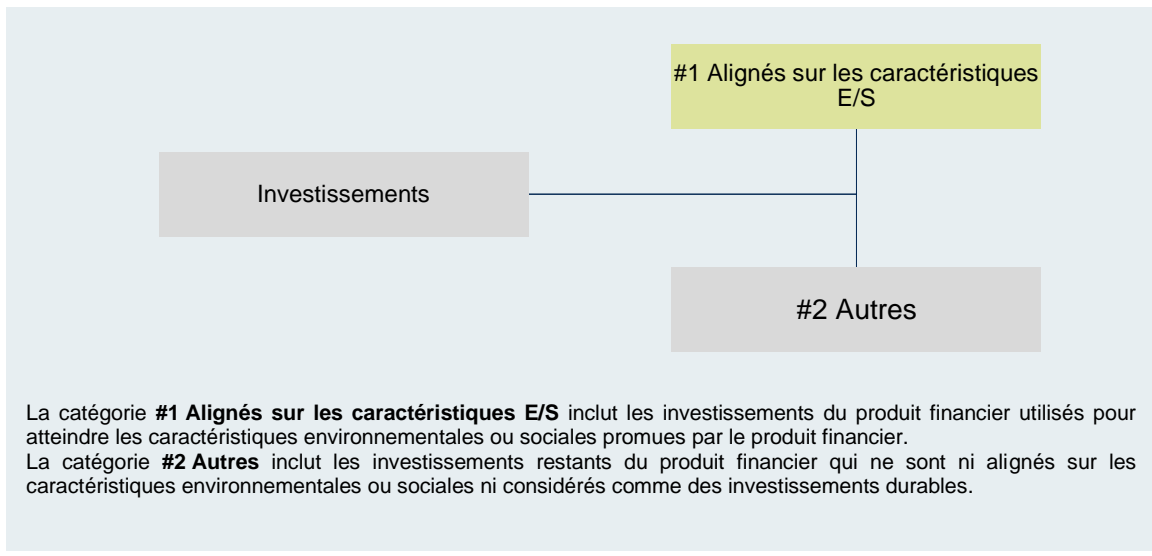 #1 Alignés sur les caractéristiques
E/S
Investissements
#2 Autres
La catégorie #1 Alignés sur les caractéristiques E/S inclut les investissements du produit financier utilisés pour
atteindre les caractéristiques environnementales ou sociales promues par le produit financier.
La catégorie #2 Autres inclut les investissements restants du produit financier qui ne sont ni alignés sur les
caractéristiques environnementales ou sociales ni considérés comme des investissements durables.